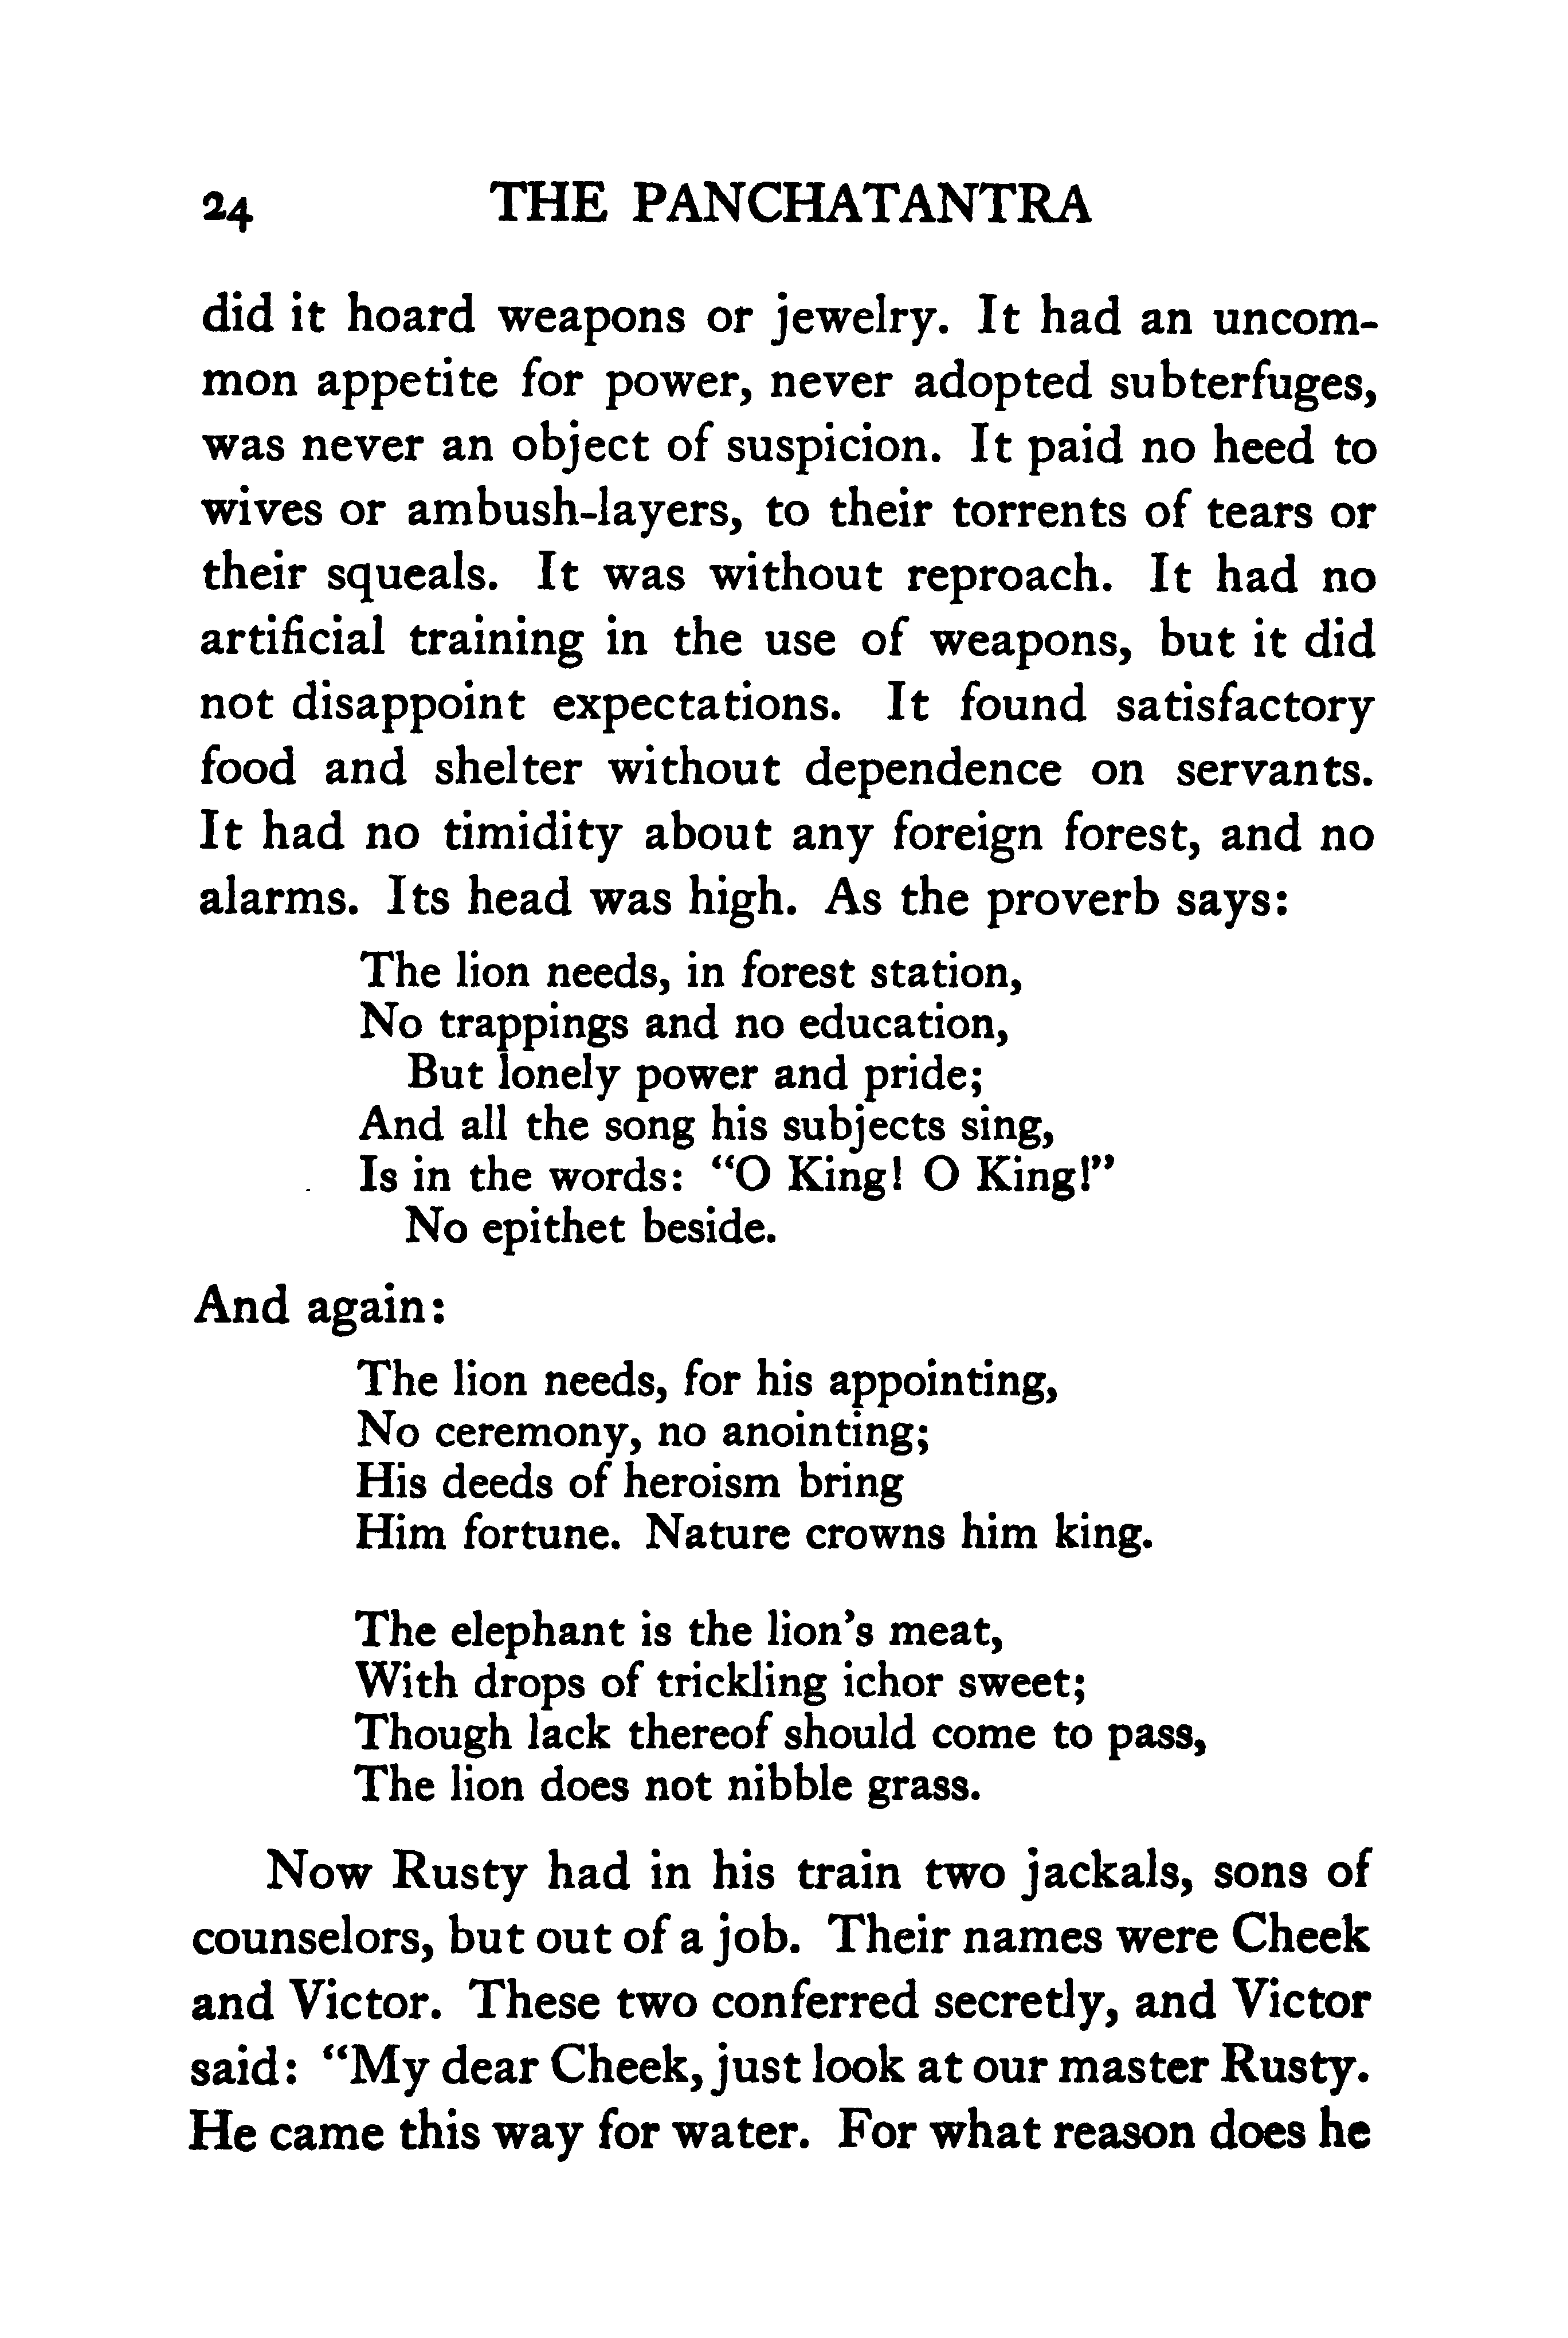 24 THE PANCHATANTRA
did it hoard weapons or jewelry. It had an uncom-
mon appetite for power, never adopted subterfuges,
was never an object of suspicion. It paid no heed to
wives or ambush-layers, to their torrents of tears or
their squeals. It was without reproach. It had no
artificial training in the use of weapons, but it did
not disappoint expectations. It found satisfactory
food and shelter without dependence on servants.
It had no timidity about any foreign forest, and no
alarms. Its head was high. As the proverb says:
The lion needs, in forest station,
No trappings and no education,
But lonely power and pride;
And all the song his subjects sing,
Is in the words: “O King! O King!”
No epithet beside.
And again:
The lion needs, for his appointing,
No ceremony, no anointing;
His deeds of heroism bring
Him fortune. Nature crowns him king.
The elephant is the lion’s meat,
With drops of trickling ichor sweet;
Though lack thereof should come to pass,
The lion does not nibble grass.
Now Rusty had in his train two jackals, sons of
counselors, but out of a job. Their names were Cheek
and Victor. These two conferred secretly, and Victor
said: “My dear Cheek, just look at our master Rusty.
He came this way for water. For what reason does he